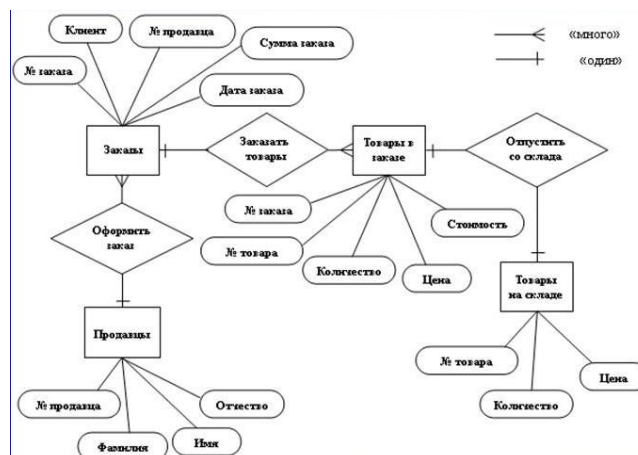 Клиент
№ продавца
Сумма заказа
№ заказа
Дата заказа
«много»
«один»
Заказы
Заказать
товары
Товары в
заказе
Отпустить
со склада
№ заказа
Стоимость
Оформить
заказ
№ товара
Количество
Цена
Товары
на складе
Продавцы
№ товара
Цена
№ продавца
Отчество
Количество
Фамилия
Имя